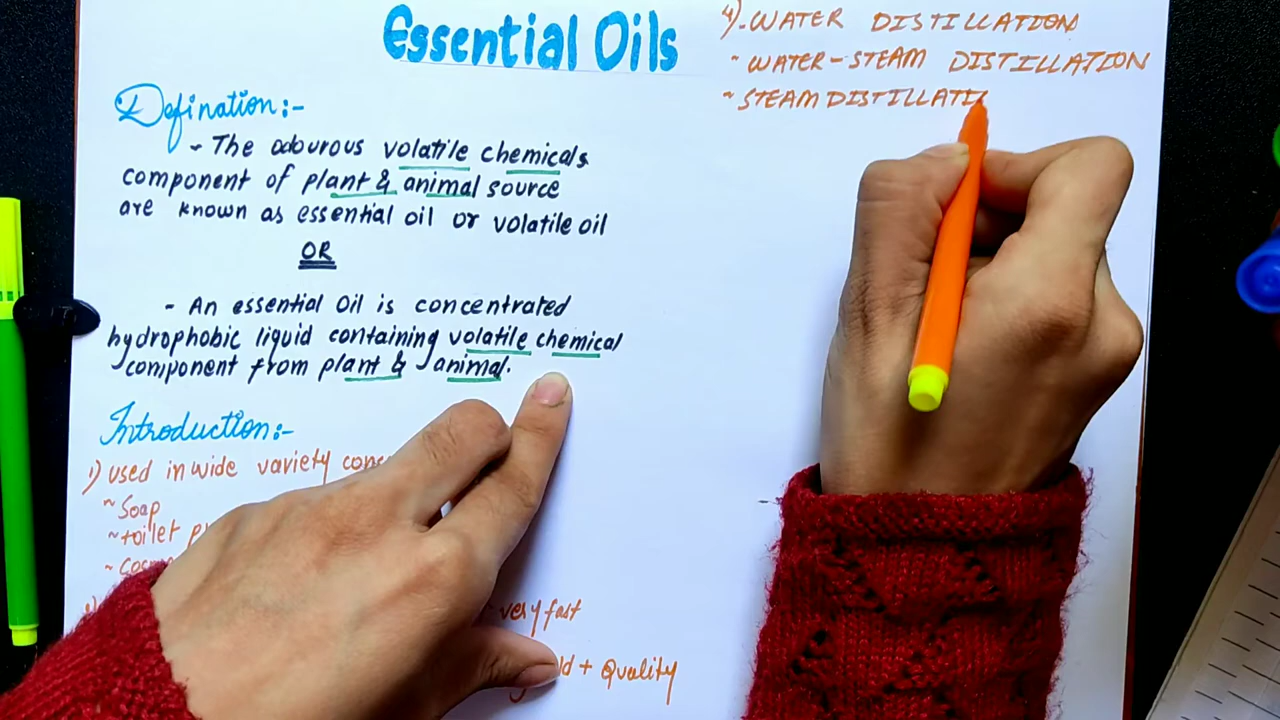 Essential Oils
Defination:-
- The odourous volatile chemicals
component of plant & animal source
are known as essential oil or volatile oil
OR
- An essential Oil is concentrated
hydrophobic liquid containing volatile chemical
component from plant & animal.
Introduction:-
1) used in wide variety
~ Soap
~ toilet
very fast
+ Quality
4).WATER DISTILLATION
~ WATER-STEAM DISTILLATION
~ STEAM DISTILLATI